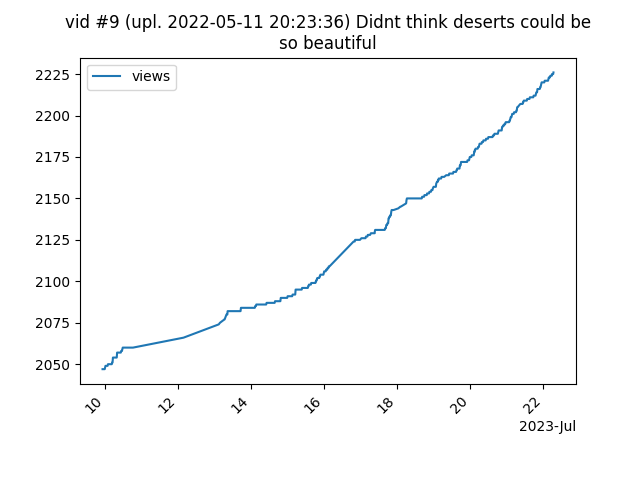 vid #9 (upl. 2022-05-11 20:23:36) Didnt think deserts could be
so beautiful
views
2225
2200
2175
2150
2125
2100
2075
2050
10 12 14 16 18 20 22
2023-Jul